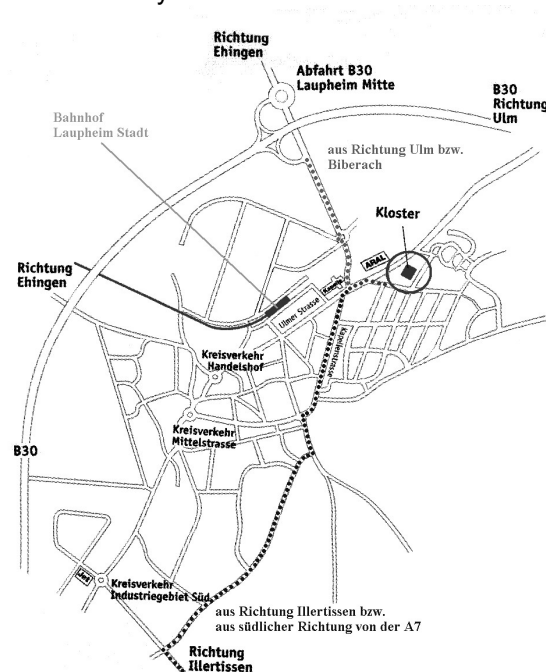 Richtung
Ehingen
Abfahrt B30
Laupheim Mitte
B30
Richtung
Ulm
Bahnhof
Laupheim Stadt
aus Richtung Ulm bzw.
Biberach
Kloster
ARAL
Richtung
Ehingen
Ulmer Strasse
Kapellenstrasse
Kreisverkehr
Handelshof
Kreisverkehr
Mittelstrasse
B30
Jet
Kreisverkehr
Industriegebiet Süd
aus Richtung Illertissen bzw.
aus südlicher Richtung von der A7
Richtung
Illertissen